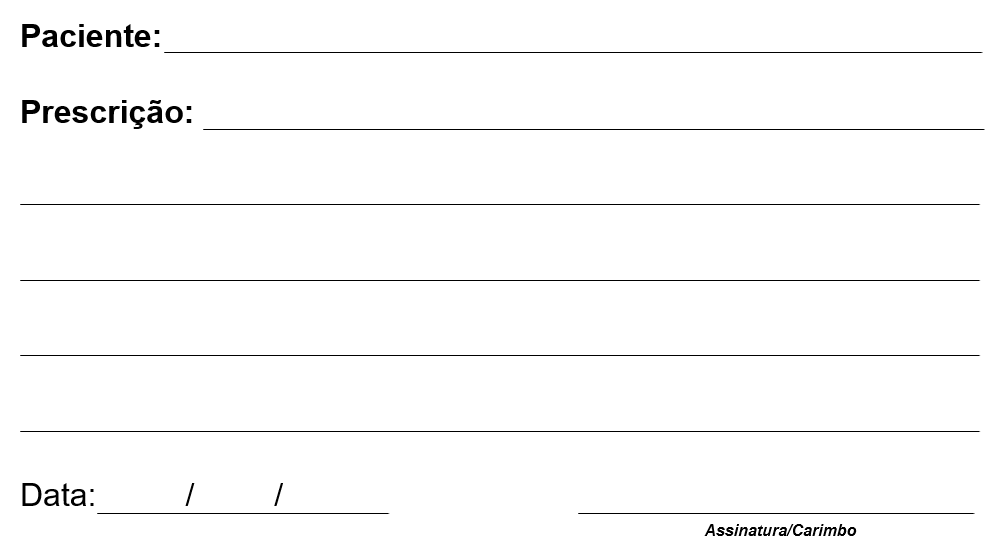 Paciente:
Prescrição:
Data: / /
Assinatura/Carimbo